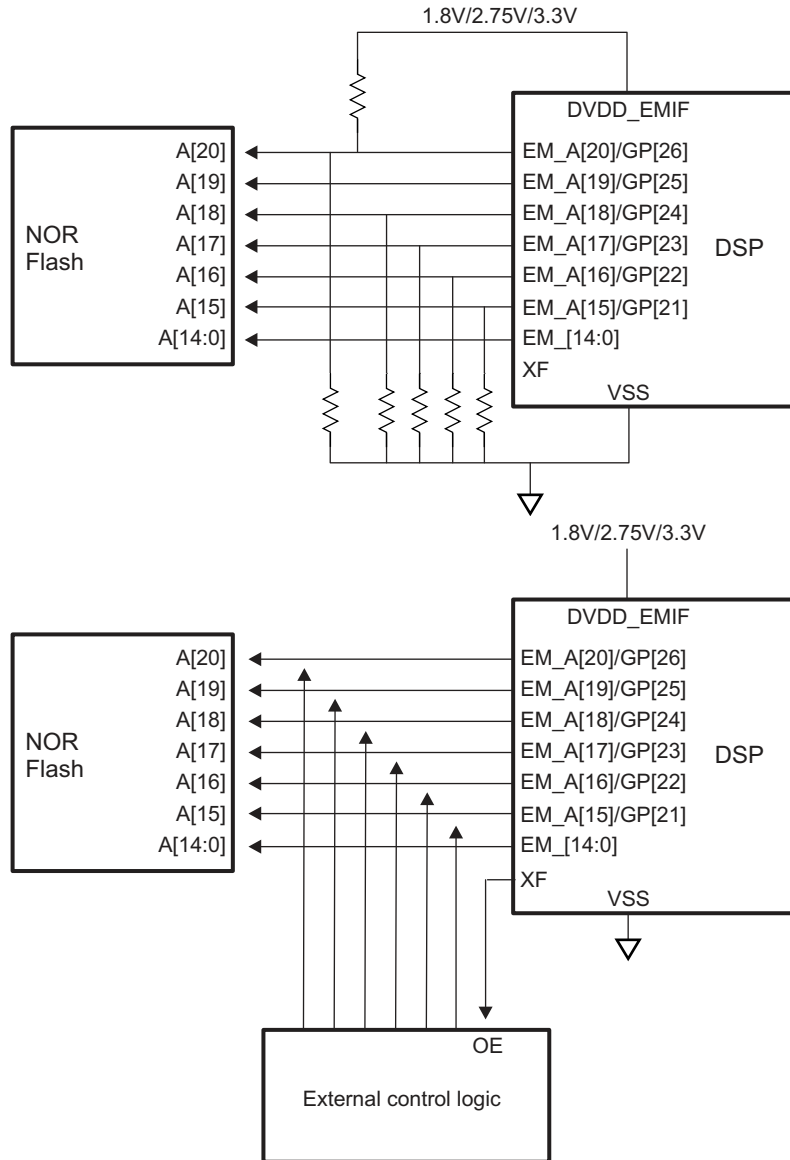 1.8V/2.75V/3.3V
DVDD_EMIF
A[20] EM_A[20]/GP[26]
A[19] EM_A[19]/GP[25]
A[18] EM_A[18]/GP[24]
NOR
Flash
A[17] EM_A[17]/GP[23]
DSP
A[16] EM_A[16]/GP[22]
A[15] EM_A[15]/GP[21]
A[14:0] EM_[14:0]
XF
VSS
1.8V/2.75V/3.3V
DVDD_EMIF
A[20] EM_A[20]/GP[26]
A[19] EM_A[19]/GP[25]
A[18] EM_A[18]/GP[24]
NOR
Flash
A[17] EM_A[17]/GP[23]
DSP
A[16] EM_A[16]/GP[22]
A[15] EM_A[15]/GP[21]
A[14:0] EM_[14:0]
XF
VSS
OE
External control logic